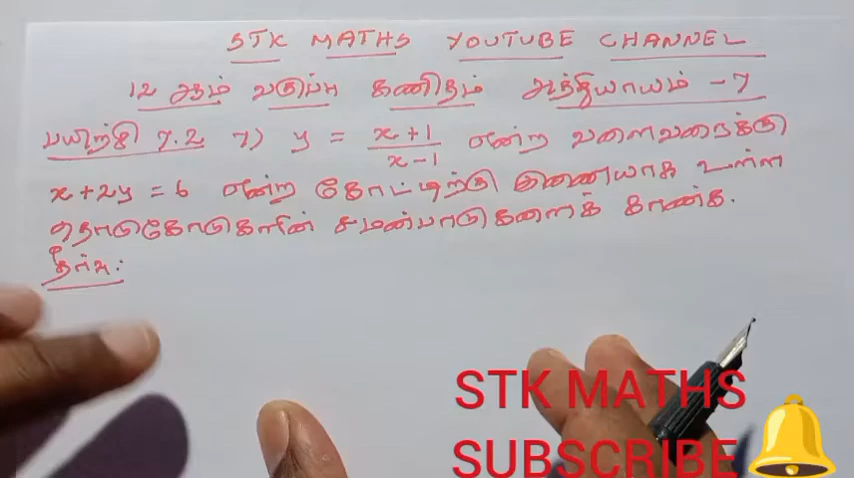 STK MATHS YOUTUBE CHANNEL
12 ஆம் வகுப்பு கணிதம் அத்தியாயம் - 7
பயிற்சி 7.2 7) y = x+1 / x-1 என்ற வளைவரைக்கு
x + 2y = 6 என்ற கோட்டிற்கு இணையாக உள்ள
தொடுகோடுகளின் சமன்பாடுகளைக் காண்க.
தீர்வு:
STK MATHS
SUBSCRIBE